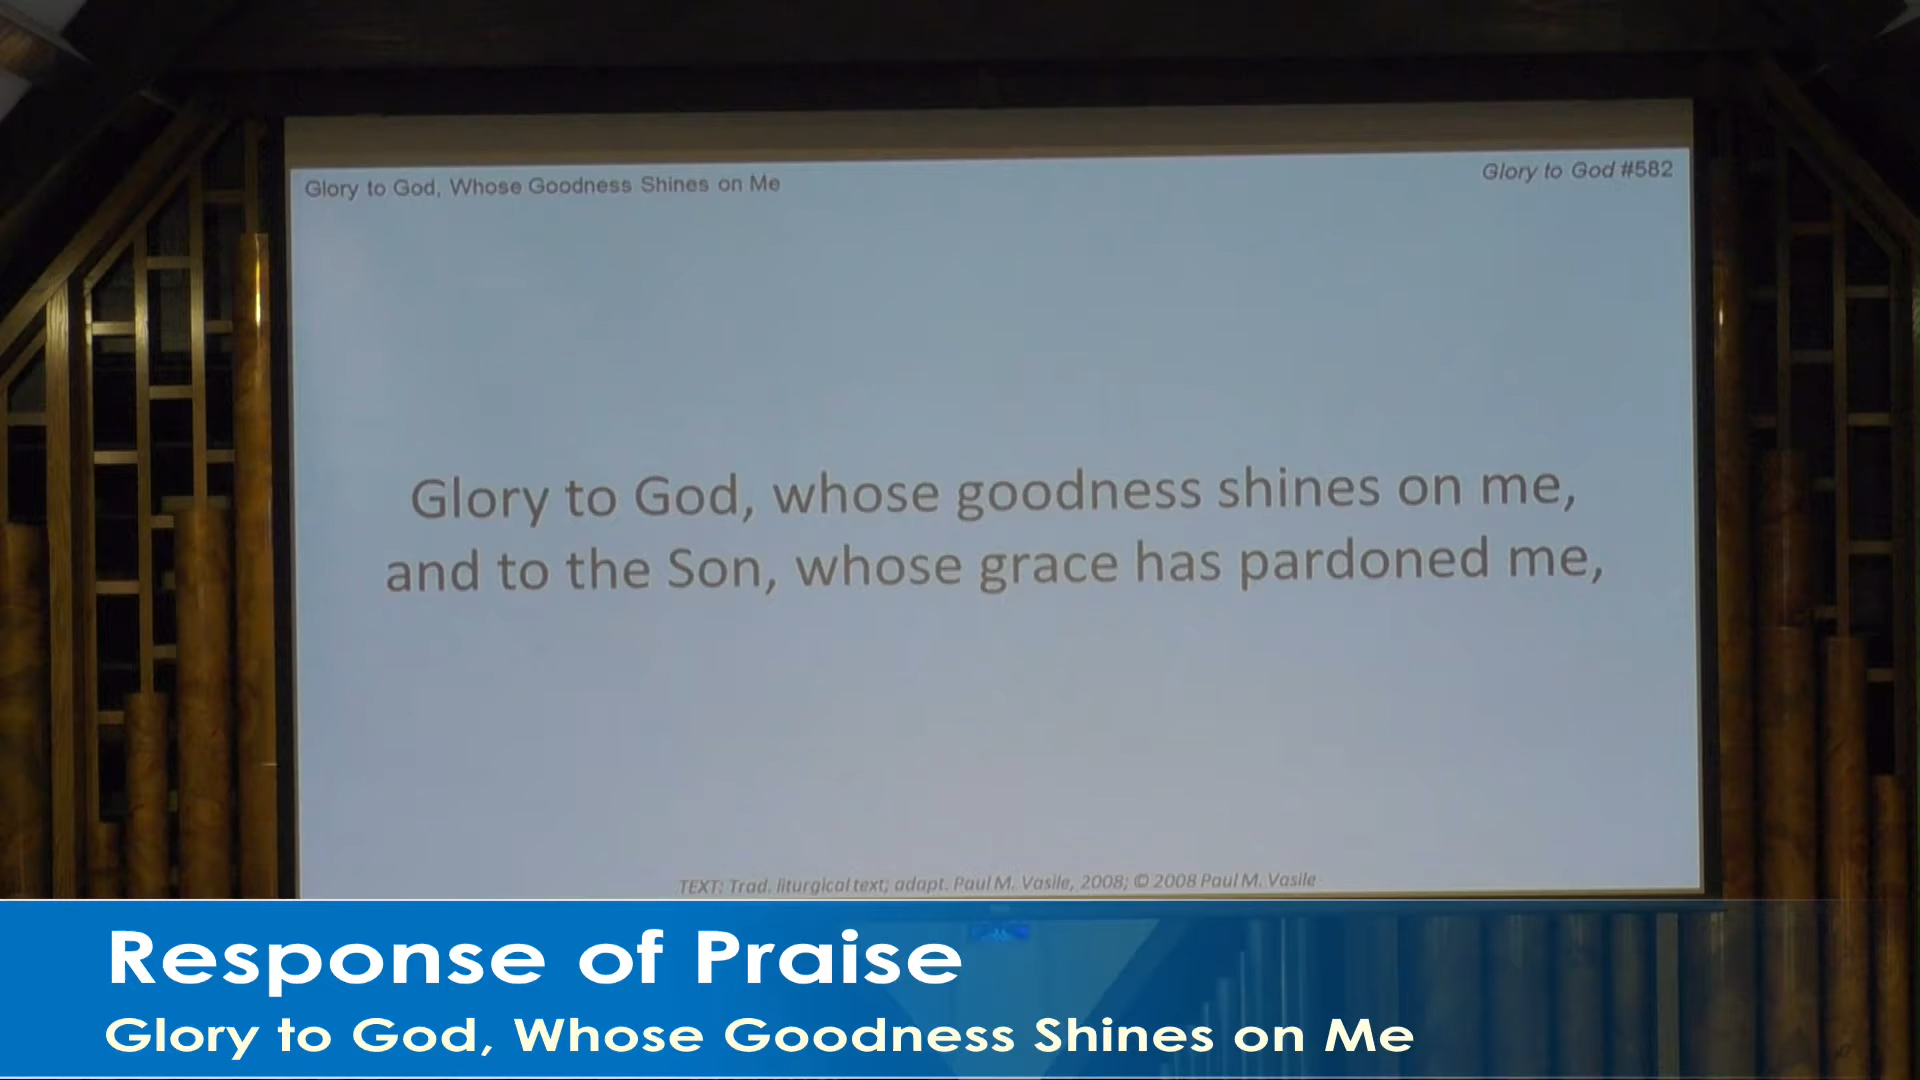 Glory to God, Whose Goodness Shines on Me
Glory to God #582
Glory to God, whose goodness shines on me,
and to the Son, whose grace has pardoned me,
TEXT: Trad. liturgical text; adapt. Paul M. Vasile, 2008; © 2008 Paul M. Vasile
Response of Praise
Glory to God, Whose Goodness Shines on Me